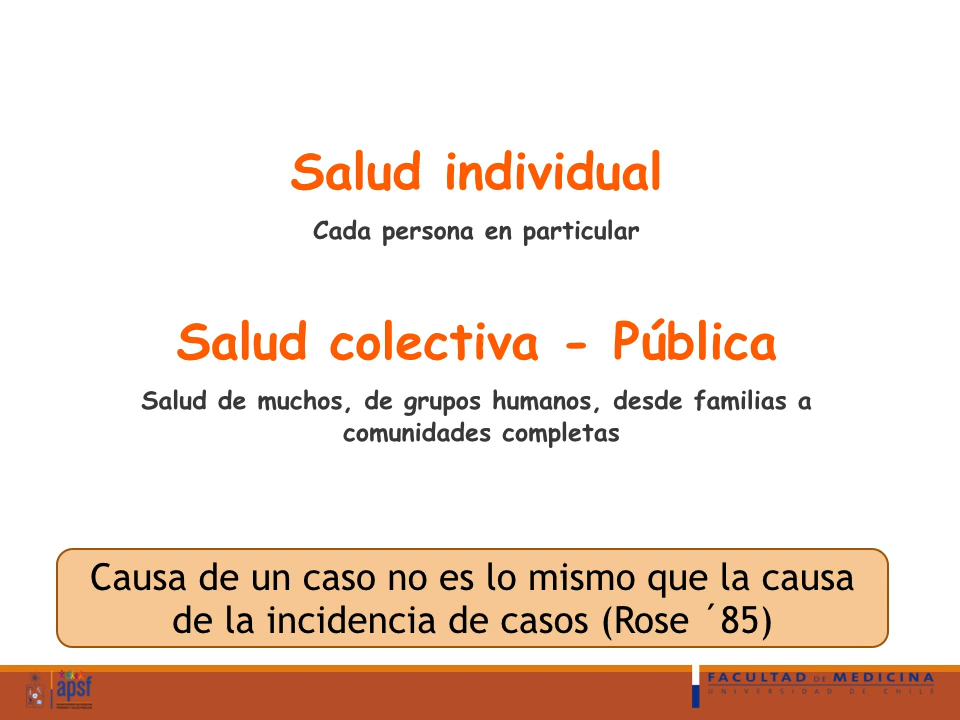 Salud individual
Cada persona en particular
Salud colectiva - Pública
Salud de muchos, de grupos humanos, desde familias a
comunidades completas
Causa de un caso no es lo mismo que la causa
de la incidencia de casos (Rose ´85)
apsf
FACULTAD DE MEDICINA
UNIVERSIDAD DE CHILE